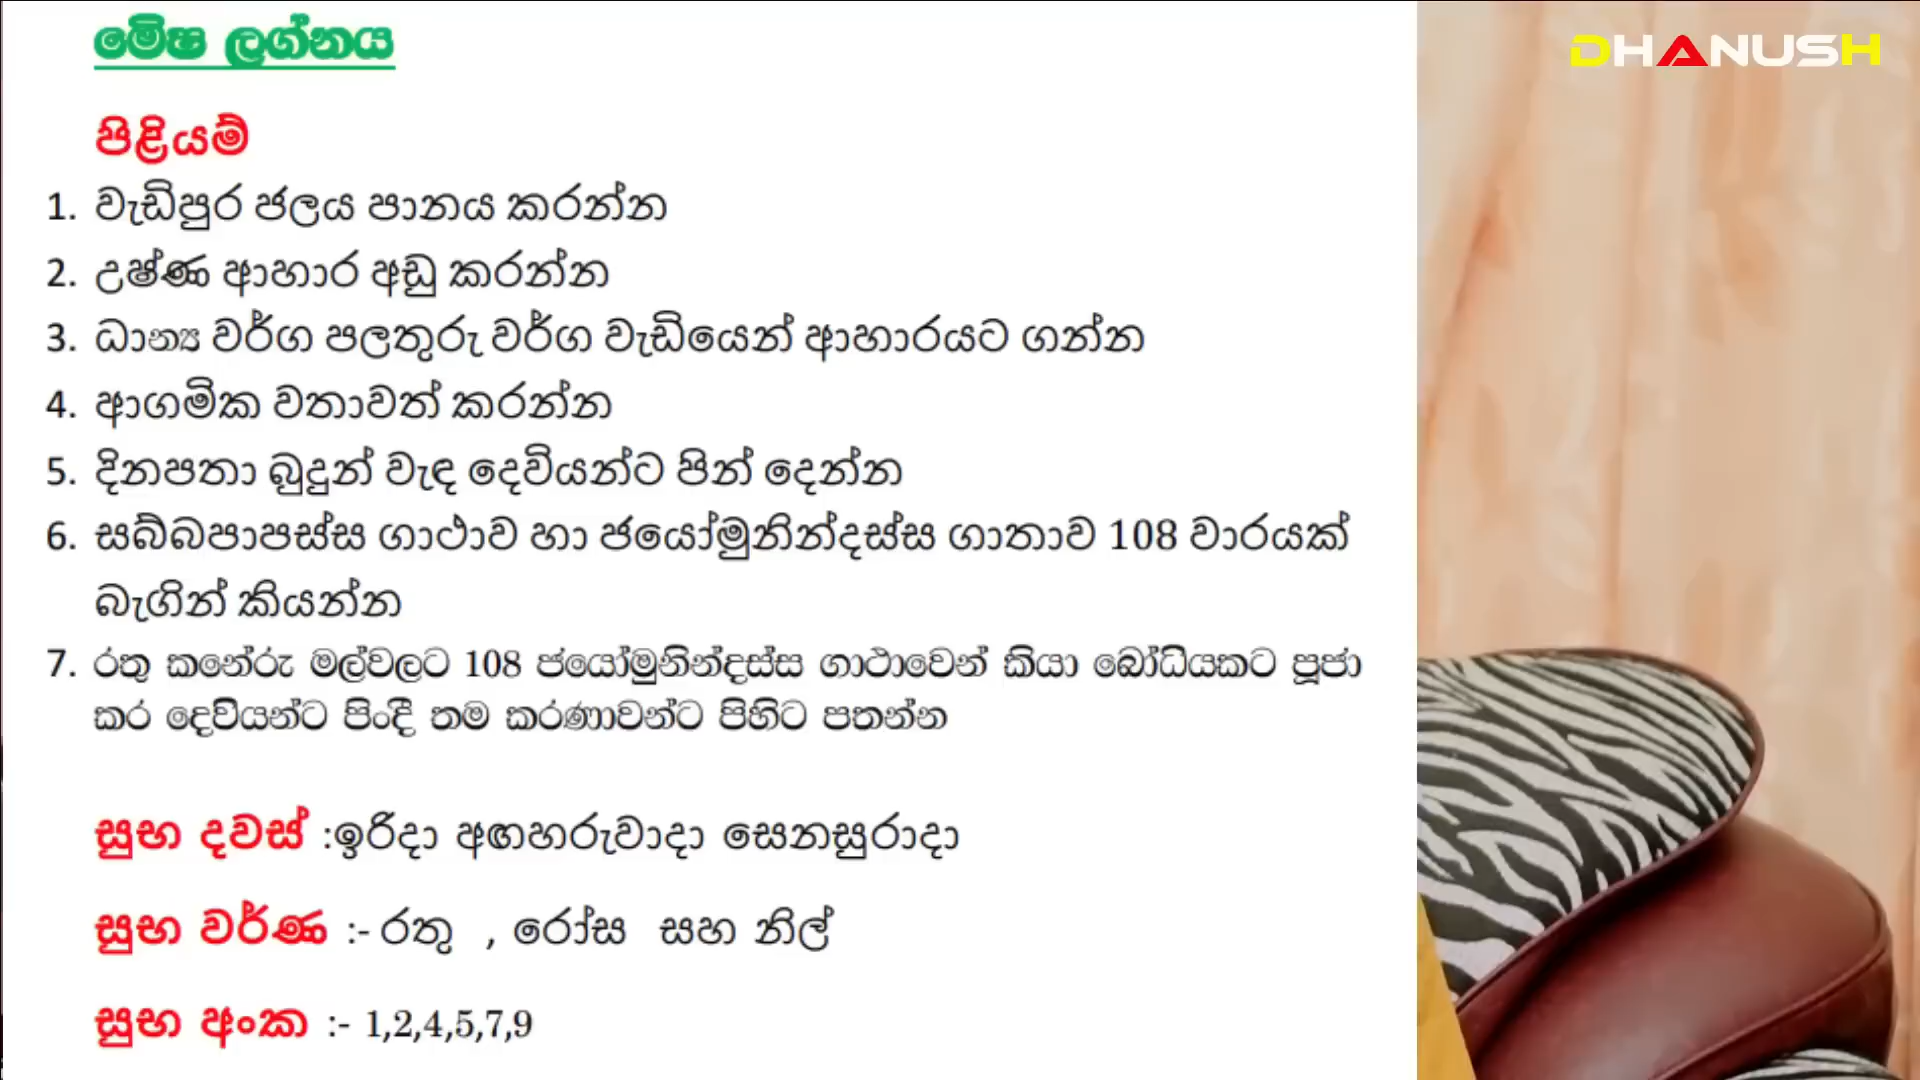 මේෂ ලග්නය
DHANUSH
පිළියම්
1. වැඩිපුර ජලය පානය කරන්න
2. උෂ්ණ ආහාර අඩු කරන්න
3. ධාන්‍ය වර්ග පලතුරු වර්ග වැඩියෙන් ආහාරයට ගන්න
4. ආගමික වතාවත් කරන්න
5. දිනපතා බුදුන් වැඳ දෙවියන්ට පින් දෙන්න
6. සබ්බපාපස්ස ගාථාව හා ජයෝමුනින්දස්ස ගාතාව 108 වාරයක්
බැගින් කියන්න
7. රතු කනේරු මල්වලට 108 ජයෝමුනින්දස්ස ගාථාවෙන් කියා බෝධියකට පූජා
කර දෙවියන්ට පිංදී තම කරණාවන්ට පිහිට පතන්න
සුභ දවස් :ඉරිදා අඟහරුවාදා සෙනසුරාදා
සුභ වර්ණ :- රතු , රෝස සහ නිල්
සුභ අංක :- 1,2,4,5,7,9